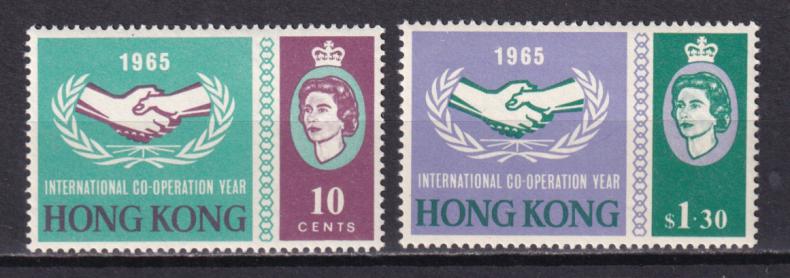 1965
INTERNATIONAL CO-OPERATION YEAR
HONG KONG
10
CENTS
1965
INTERNATIONAL CO-OPERATION YEAR
HONG KONG
$1·30